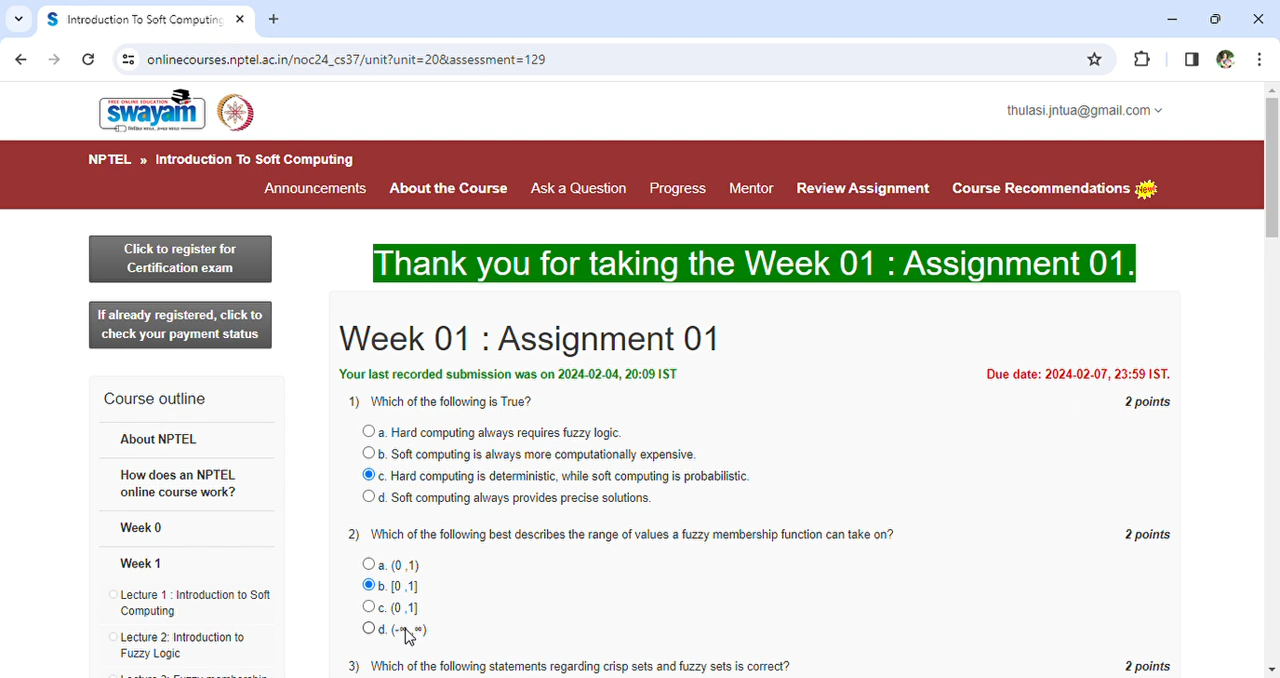 Introduction To Soft Computing
onlinecourses.nptel.ac.in/noc24_cs37/unit?unit=20&assessment=129
FREE ONLINE EDUCATION
swayam
thulasi.jntua@gmail.com
NPTEL » Introduction To Soft Computing
Announcements About the Course Ask a Question Progress Mentor Review Assignment Course Recommendations New
Click to register for
Certification exam
If already registered, click to
check your payment status
Course outline
About NPTEL
How does an NPTEL
online course work?
Week 0
Week 1
Lecture 1 : Introduction to Soft
Computing
Lecture 2: Introduction to
Fuzzy Logic
Thank you for taking the Week 01 : Assignment 01.
Week 01 : Assignment 01
Your last recorded submission was on 2024-02-04, 20:09 IST Due date: 2024-02-07, 23:59 IST.
1) Which of the following is True? 2 points
a. Hard computing always requires fuzzy logic.
b. Soft computing is always more computationally expensive.
c. Hard computing is deterministic, while soft computing is probabilistic.
d. Soft computing always provides precise solutions.
2) Which of the following best describes the range of values a fuzzy membership function can take on? 2 points
a. (0 ,1)
b. [0 ,1]
c. (0 ,1]
d. (-∞, ∞)
3) Which of the following statements regarding crisp sets and fuzzy sets is correct? 2 points